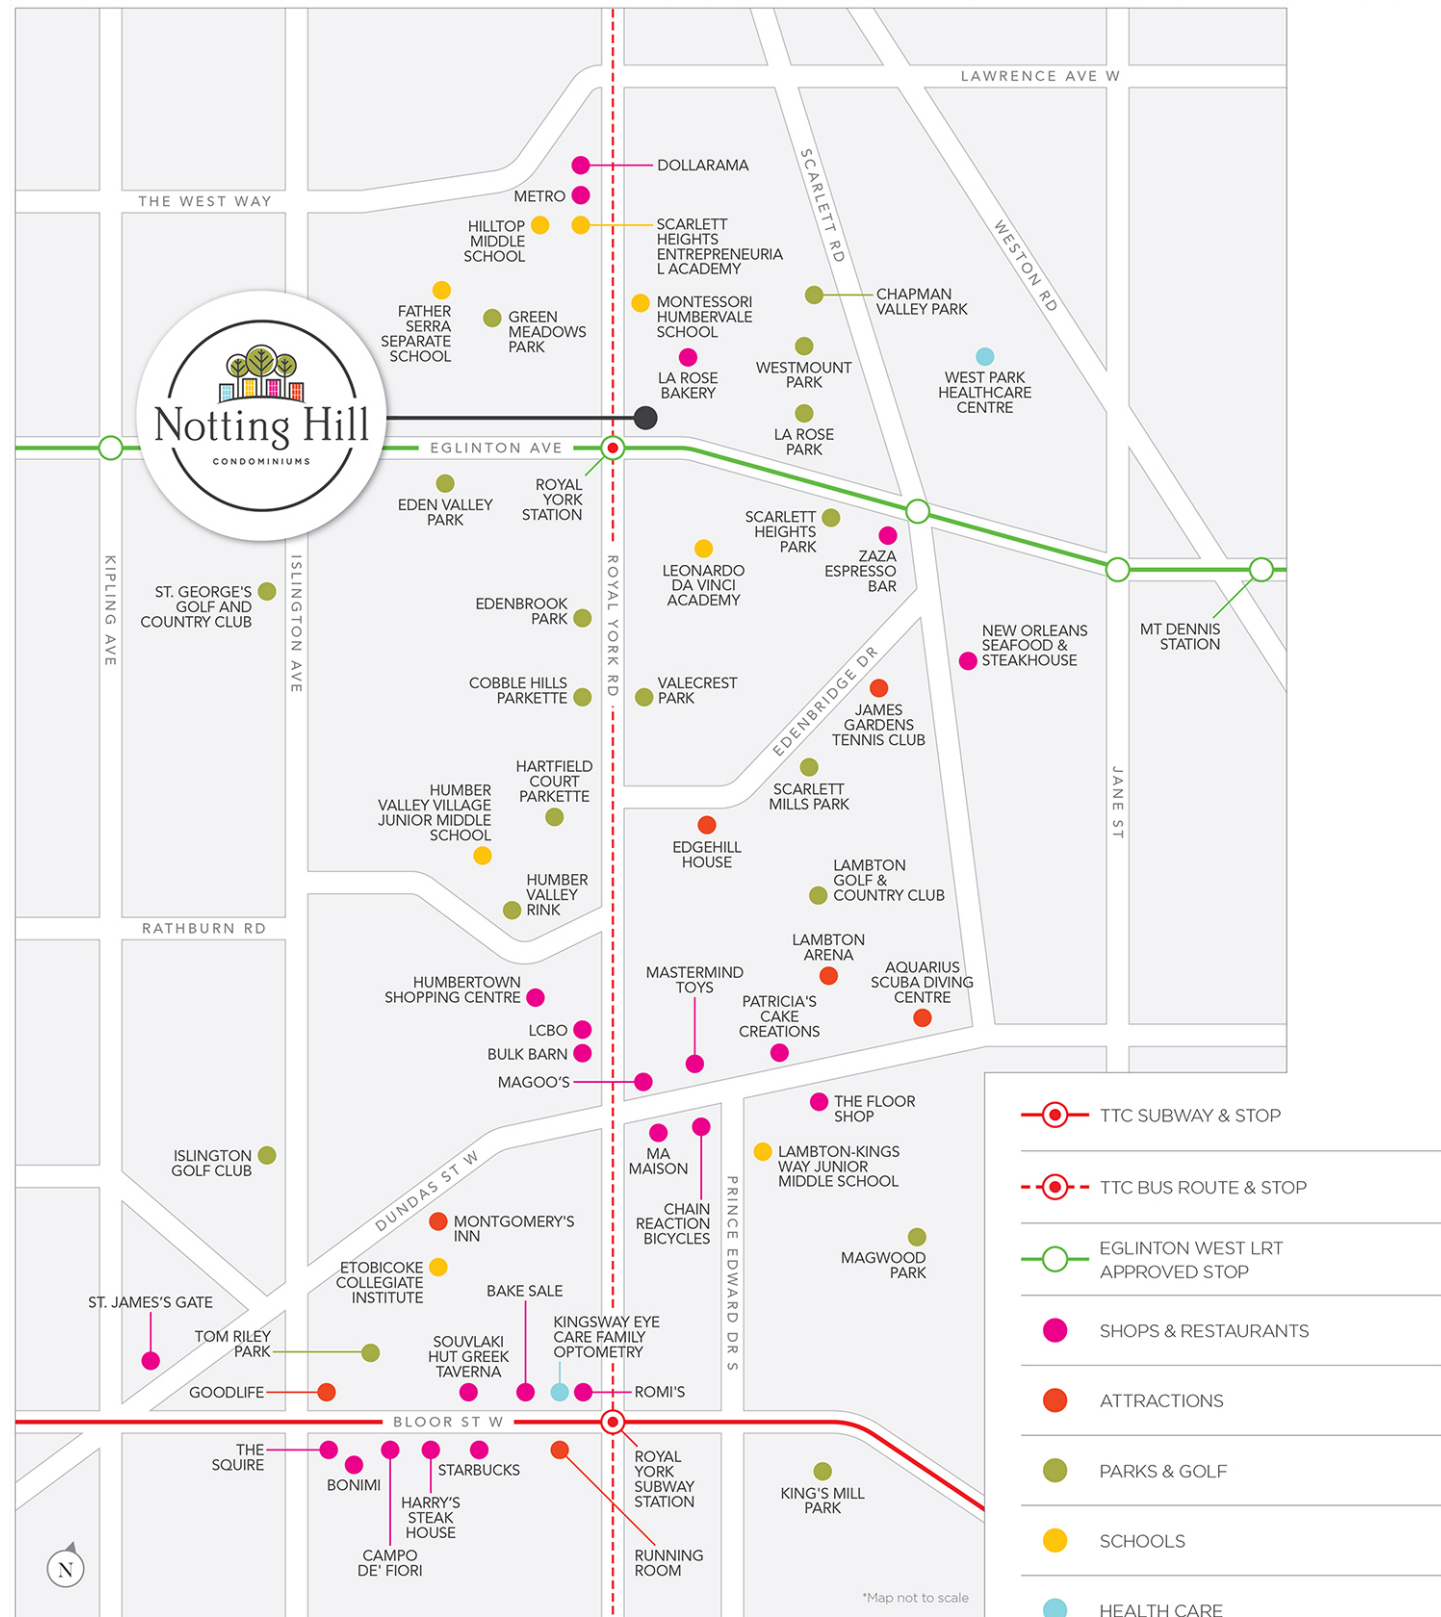 LAWRENCE AVE W
SCARLETT RD
WESTON RD
THE WEST WAY
DOLLARAMA
METRO
HILLTOP
MIDDLE
SCHOOL
SCARLETT
HEIGHTS
ENTREPRENEURIA
L ACADEMY
FATHER
SERRA
SEPARATE
SCHOOL
GREEN
MEADOWS
PARK
MONTESSORI
HUMBERVALE
SCHOOL
CHAPMAN
VALLEY PARK
LA ROSE
BAKERY
WESTMOUNT
PARK
WEST PARK
HEALTHCARE
CENTRE
LA ROSE
PARK
Notting Hill
CONDOMINIUMS
EGLINTON AVE
ROYAL
YORK
STATION
EDEN VALLEY
PARK
SCARLETT
HEIGHTS
PARK
ZAZA
ESPRESSO
BAR
LEONARDO
DA VINCI
ACADEMY
KIPLING AVE
ISLINGTON AVE
ROYAL YORK RD
ST. GEORGE'S
GOLF AND
COUNTRY CLUB
EDENBROOK
PARK
NEW ORLEANS
SEAFOOD &
STEAKHOUSE
MT DENNIS
STATION
COBBLE HILLS
PARKETTE
VALECREST
PARK
EDENBRIDGE DR
JAMES
GARDENS
TENNIS CLUB
HARTFIELD
COURT
PARKETTE
SCARLETT
MILLS PARK
JANE ST
HUMBER
VALLEY VILLAGE
JUNIOR MIDDLE
SCHOOL
EDGEHILL
HOUSE
HUMBER
VALLEY
RINK
LAMBTON
GOLF &
COUNTRY CLUB
RATHBURN RD
LAMBTON
ARENA
AQUARIUS
SCUBA DIVING
CENTRE
HUMBERTOWN
SHOPPING CENTRE
MASTERMIND
TOYS
PATRICIA'S
CAKE
CREATIONS
LCBO
BULK BARN
MAGOO'S
THE FLOOR
SHOP
MA
MAISON
LAMBTON-KINGS
WAY JUNIOR
MIDDLE SCHOOL
CHAIN
REACTION
BICYCLES
PRINCE EDWARD DR S
ISLINGTON
GOLF CLUB
DUNDAS ST W
MONTGOMERY'S
INN
MAGWOOD
PARK
ETOBICOKE
COLLEGIATE
INSTITUTE
ST. JAMES'S GATE
BAKE SALE
TOM RILEY
PARK
SOUVLAKI
HUT GREEK
TAVERNA
KINGSWAY EYE
CARE FAMILY
OPTOMETRY
GOODLIFE
ROMI'S
BLOOR ST W
THE
SQUIRE
BONIMI
CAMPO
DE' FIORI
HARRY'S
STEAK
HOUSE
STARBUCKS
ROYAL
YORK
SUBWAY
STATION
RUNNING
ROOM
KING'S MILL
PARK
N
*Map not to scale
TTC SUBWAY & STOP
TTC BUS ROUTE & STOP
EGLINTON WEST LRT
APPROVED STOP
SHOPS & RESTAURANTS
ATTRACTIONS
PARKS & GOLF
SCHOOLS
HEALTH CARE